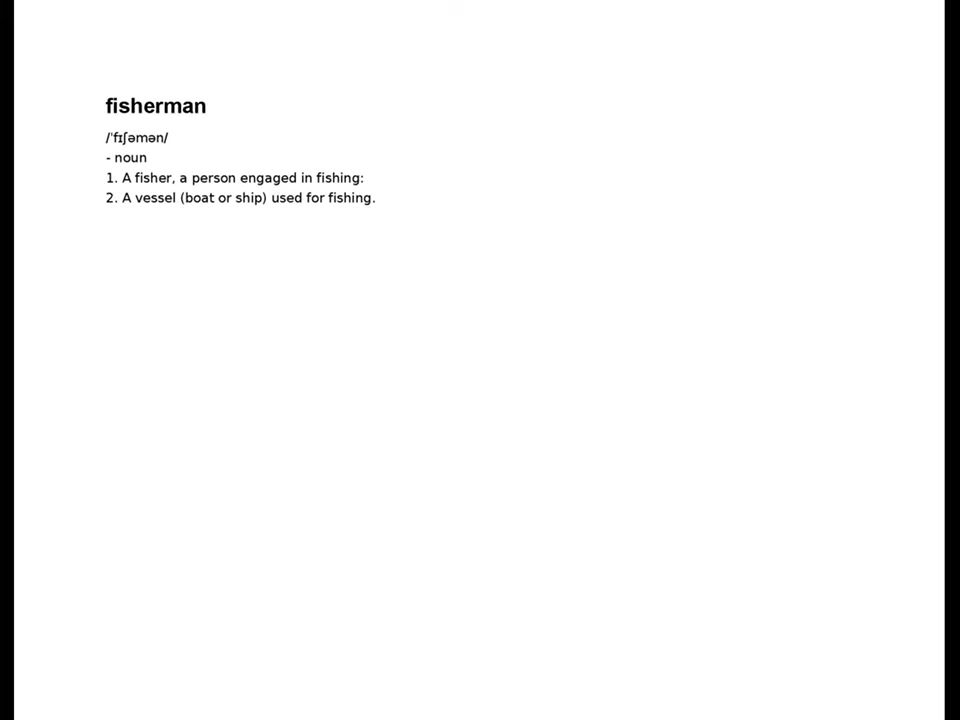 fisherman
/ˈfɪʃəmən/
- noun
1. A fisher, a person engaged in fishing:
2. A vessel (boat or ship) used for fishing.